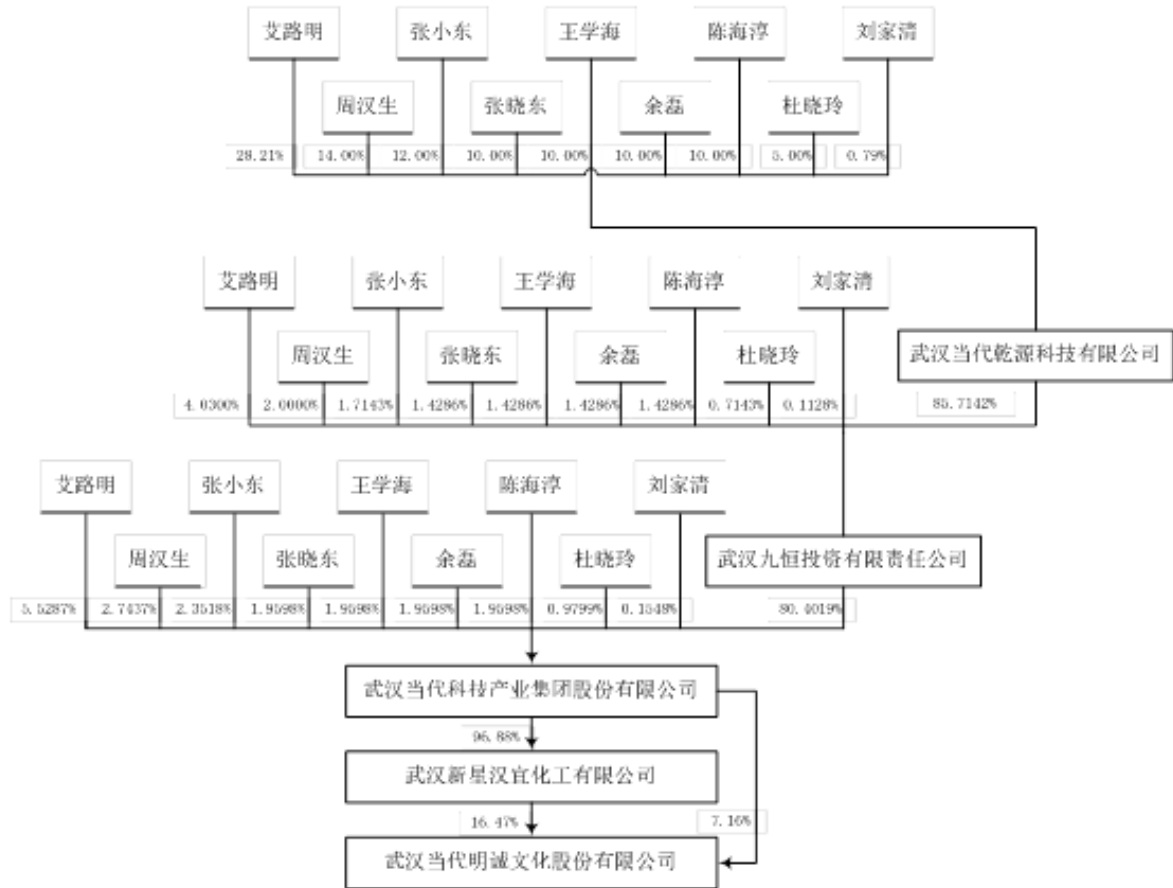 艾路明 张小东 王学海 陈海淳 刘家清
周汉生 张晓东 余磊 杜晓玲
28.21% 14.00% 12.00% 10.00% 10.00% 10.00% 10.00% 5.00% 0.79%
艾路明 张小东 王学海 陈海淳 刘家清
周汉生 张晓东 余磊 杜晓玲 武汉当代乾源科技有限公司
4.0300% 2.0000% 1.7143% 1.4286% 1.4286% 1.4286% 1.4286% 0.7143% 0.1128% 85.7142%
艾路明 张小东 王学海 陈海淳 刘家清
周汉生 张晓东 余磊 杜晓玲 武汉九恒投资有限责任公司
5.5287% 2.7437% 2.3518% 1.9598% 1.9598% 1.9598% 1.9598% 0.9799% 0.1548% 80.4019%
武汉当代科技产业集团股份有限公司
96.88%
武汉新星汉宜化工有限公司
16.47% 7.16%
武汉当代明诚文化股份有限公司